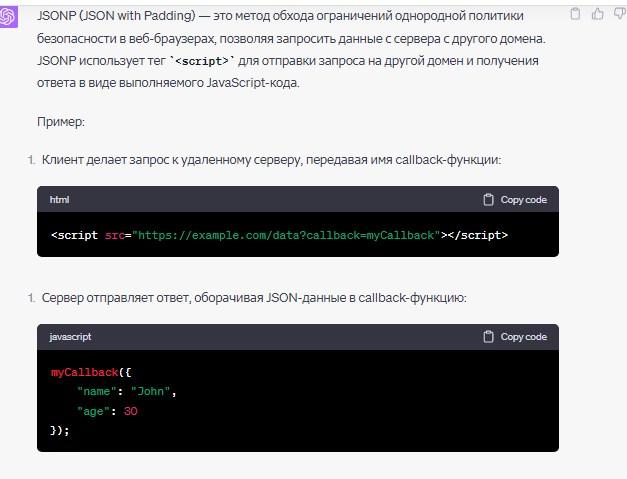 JSONP (JSON with Padding) — это метод обхода ограничений однородной политики
безопасности в веб-браузерах, позволяя запросить данные с сервера с другого домена.
JSONP использует тег `<script>` для отправки запроса на другой домен и получения
ответа в виде выполняемого JavaScript-кода.
Пример:
1. Клиент делает запрос к удаленному серверу, передавая имя callback-функции:
html Copy code
<script src="https://example.com/data?callback=myCallback"></script>
1. Сервер отправляет ответ, оборачивая JSON-данные в callback-функцию:
javascript Copy code
myCallback({
    "name": "John",
    "age": 30
});